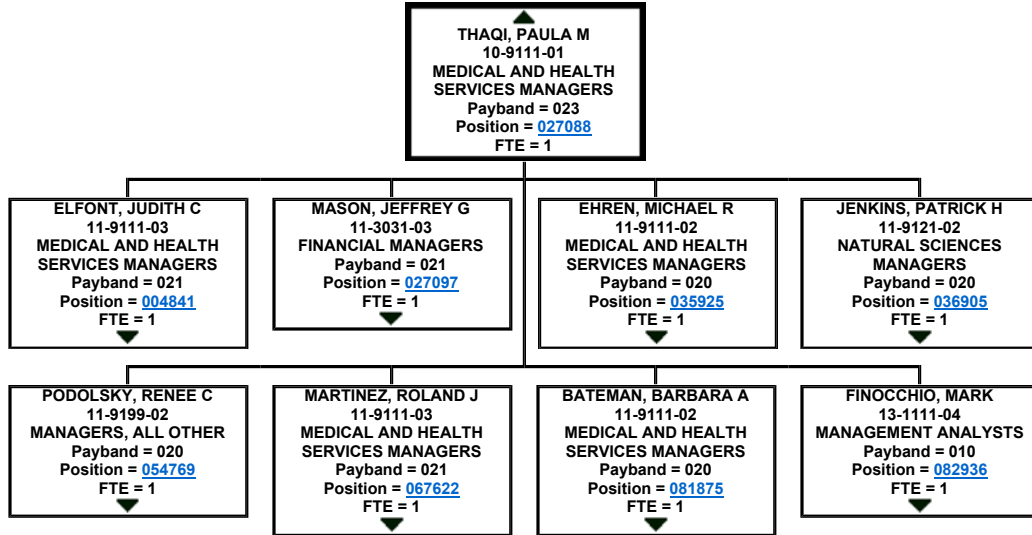 THAQI, PAULA M
10-9111-01
MEDICAL AND HEALTH
SERVICES MANAGERS
Payband = 023
Position = 027088
FTE = 1
ELFONT, JUDITH C
11-9111-03
MEDICAL AND HEALTH
SERVICES MANAGERS
Payband = 021
Position = 004841
FTE = 1
MASON, JEFFREY G
11-3031-03
FINANCIAL MANAGERS
Payband = 021
Position = 027097
FTE = 1
EHREN, MICHAEL R
11-9111-02
MEDICAL AND HEALTH
SERVICES MANAGERS
Payband = 020
Position = 035925
FTE = 1
JENKINS, PATRICK H
11-9121-02
NATURAL SCIENCES
MANAGERS
Payband = 020
Position = 036905
FTE = 1
PODOLSKY, RENEE C
11-9199-02
MANAGERS, ALL OTHER
Payband = 020
Position = 054769
FTE = 1
MARTINEZ, ROLAND J
11-9111-03
MEDICAL AND HEALTH
SERVICES MANAGERS
Payband = 021
Position = 067622
FTE = 1
BATEMAN, BARBARA A
11-9111-02
MEDICAL AND HEALTH
SERVICES MANAGERS
Payband = 020
Position = 081875
FTE = 1
FINOCCHIO, MARK
13-1111-04
MANAGEMENT ANALYSTS
Payband = 010
Position = 082936
FTE = 1